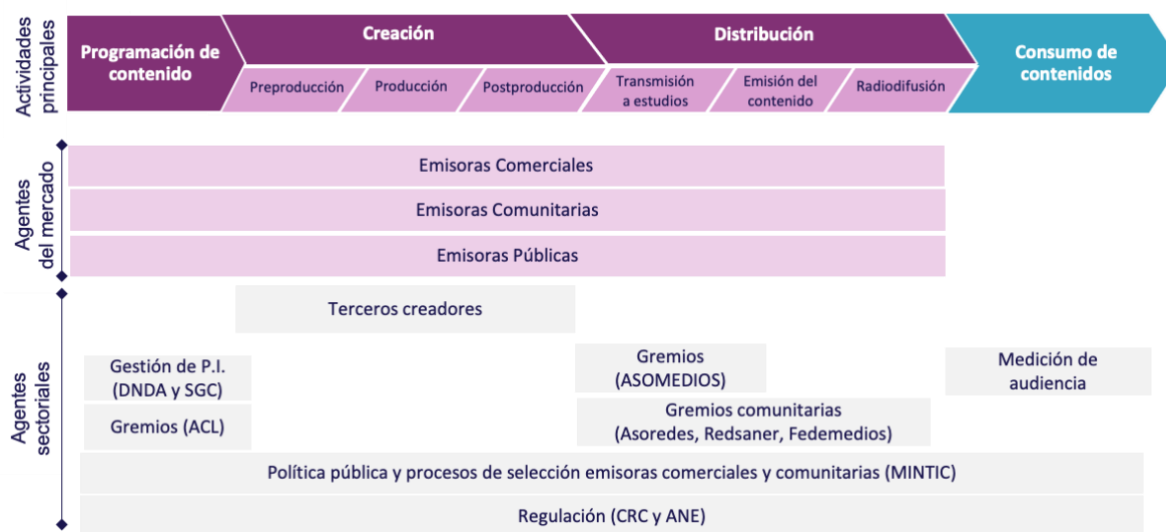 Actividades
principales
Programación de
contenido
Creación
Preproducción
Producción
Postproducción
Distribución
Transmisión
a estudios
Emisión del
contenido
Radiodifusión
Consumo de
contenidos
Agentes
del mercado
Emisoras Comerciales
Emisoras Comunitarias
Emisoras Públicas
Agentes
sectoriales
Terceros creadores
Gestión de P.I.
(DNDA y SGC)
Gremios
(ASOMEDIOS)
Medición de
audiencia
Gremios (ACL)
Gremios comunitarias
(Asoredes, Redsaner, Fedemedios)
Política pública y procesos de selección emisoras comerciales y comunitarias (MINTIC)
Regulación (CRC y ANE)